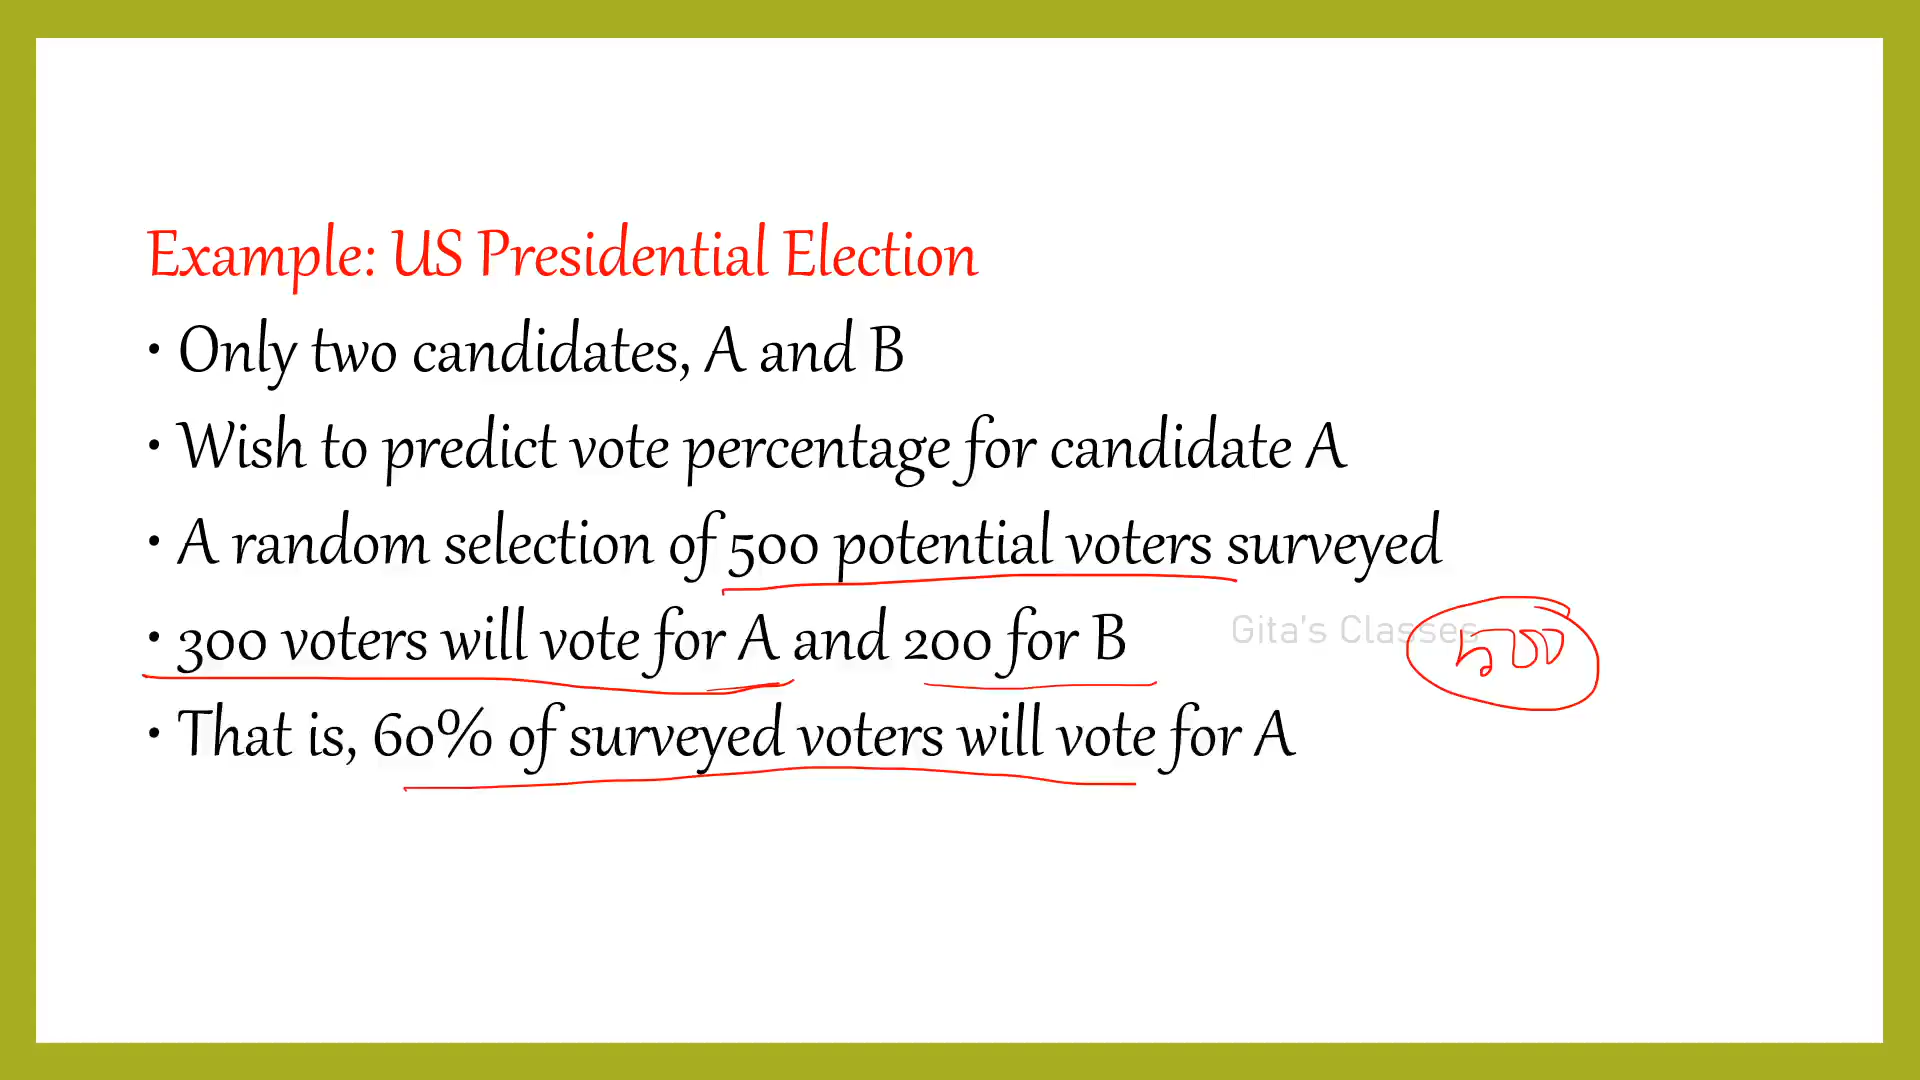 Example: US Presidential Election
• Only two candidates, A and B
• Wish to predict vote percentage for candidate A
• A random selection of 500 potential voters surveyed
• 300 voters will vote for A and 200 for B
Gita's Classes
500
• That is, 60% of surveyed voters will vote for A